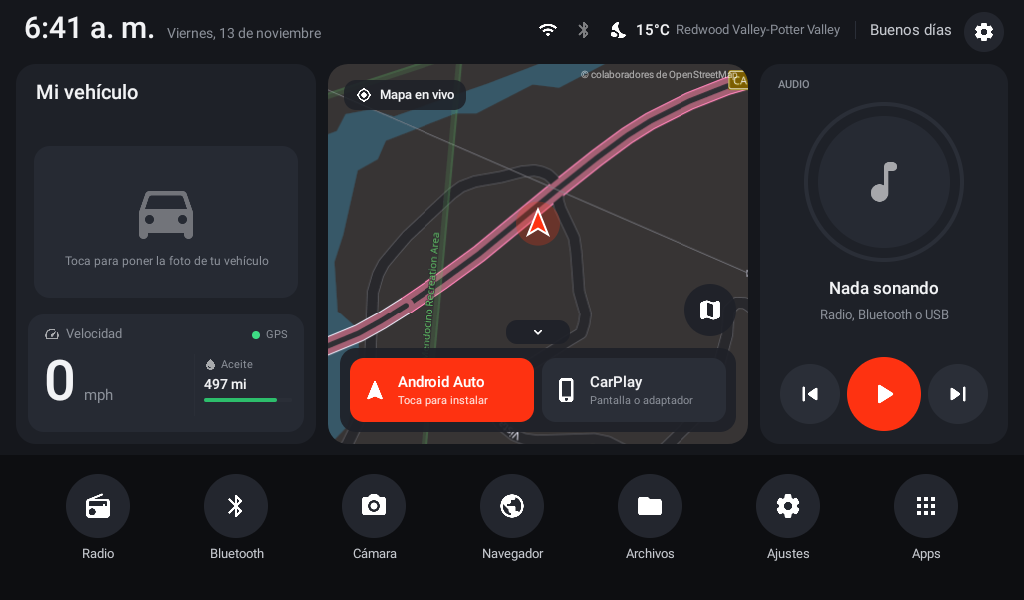 6:41 a. m.
Viernes, 13 de noviembre
15°C
Redwood Valley-Potter Valley
Buenos días
Mi vehículo
Toca para poner la foto de tu vehículo
Velocidad
GPS
0 mph
Aceite
497 mi
© colaboradores de OpenStreetMap
CA
Mapa en vivo
endocino Recreation Area
Android Auto
Toca para instalar
CarPlay
Pantalla o adaptador
AUDIO
Nada sonando
Radio, Bluetooth o USB
Radio
Bluetooth
Cámara
Navegador
Archivos
Ajustes
Apps